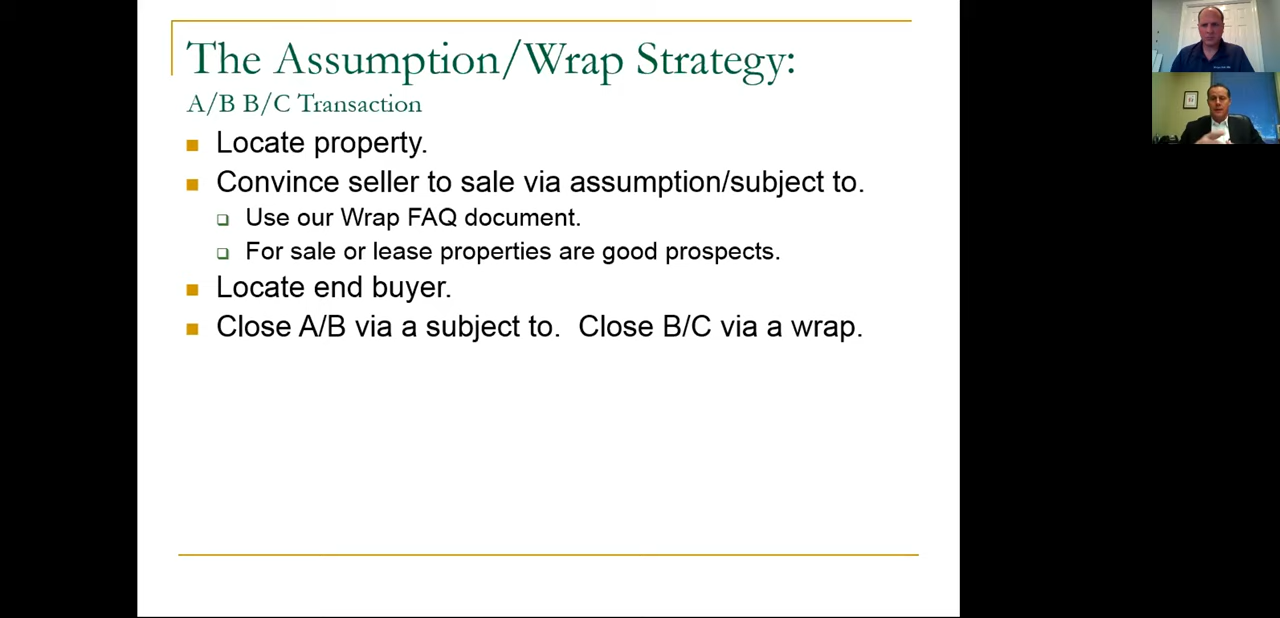 The Assumption/Wrap Strategy:
A/B B/C Transaction
Locate property.
Convince seller to sale via assumption/subject to.
Use our Wrap FAQ document.
For sale or lease properties are good prospects.
Locate end buyer.
Close A/B via a subject to.  Close B/C via a wrap.